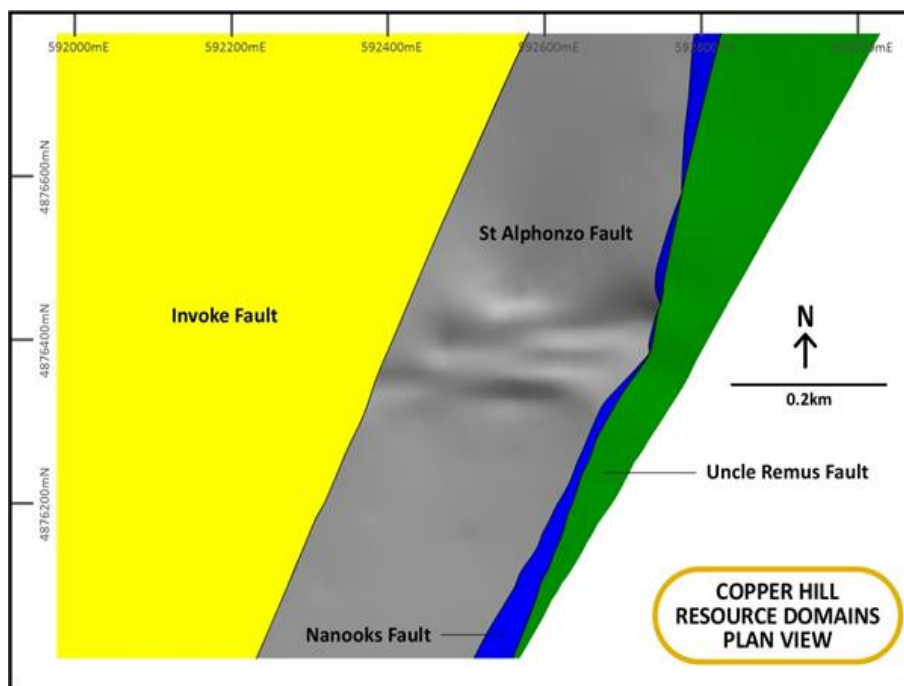 592000mE
592200mE
592400mE
592600mE
592800mE
4876600mN
4876400mN
4876200mN
St Alphonzo Fault
Invoke Fault
N
0.2km
Uncle Remus Fault
Nanooks Fault
COPPER HILL
RESOURCE DOMAINS
PLAN VIEW